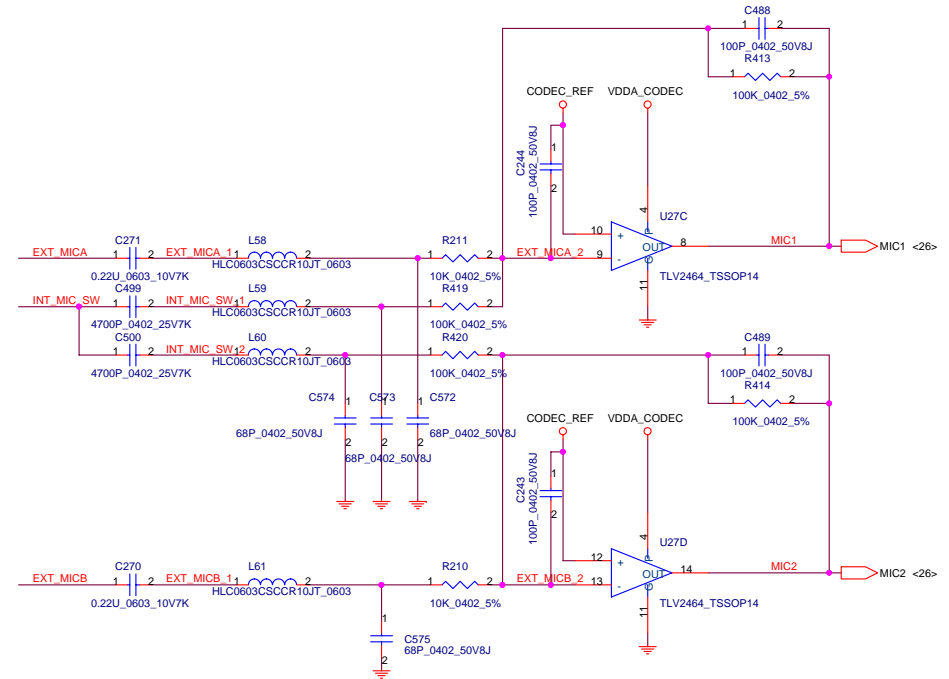 C488
1 2
100P_0402_50V8J
R413
1 2
100K_0402_5%
CODEC_REF VDDA_CODEC
1
C244
100P_0402_50V8J
2
4
U27C
10
+
P
OUT
8
MIC1
MIC1 <26>
9
-
G
11
TLV2464_TSSOP14
EXT_MICA
C271
1 2
0.22U_0603_10V7K
EXT_MICA_1
L58
1 2
HLC0603CSCCR10JT_0603
R211
1 2
10K_0402_5%
EXT_MICA_2
INT_MIC_SW
C499
1 2
4700P_0402_25V7K
INT_MIC_SW_1
L59
1 2
HLC0603CSCCR10JT_0603
R419
1 2
100K_0402_5%
C500
1 2
4700P_0402_25V7K
INT_MIC_SW_2
L60
1 2
HLC0603CSCCR10JT_0603
R420
1 2
100K_0402_5%
C489
1 2
100P_0402_50V8J
R414
1 2
100K_0402_5%
C574
1
2
68P_0402_50V8J
C573
1
2
68P_0402_50V8J
C572
1
2
68P_0402_50V8J
CODEC_REF VDDA_CODEC
1
C243
100P_0402_50V8J
2
4
U27D
12
+
P
OUT
14
MIC2
MIC2 <26>
13
-
G
11
TLV2464_TSSOP14
EXT_MICB
C270
1 2
0.22U_0603_10V7K
EXT_MICB_1
L61
1 2
HLC0603CSCCR10JT_0603
R210
1 2
10K_0402_5%
EXT_MICB_2
1
C575
68P_0402_50V8J
2